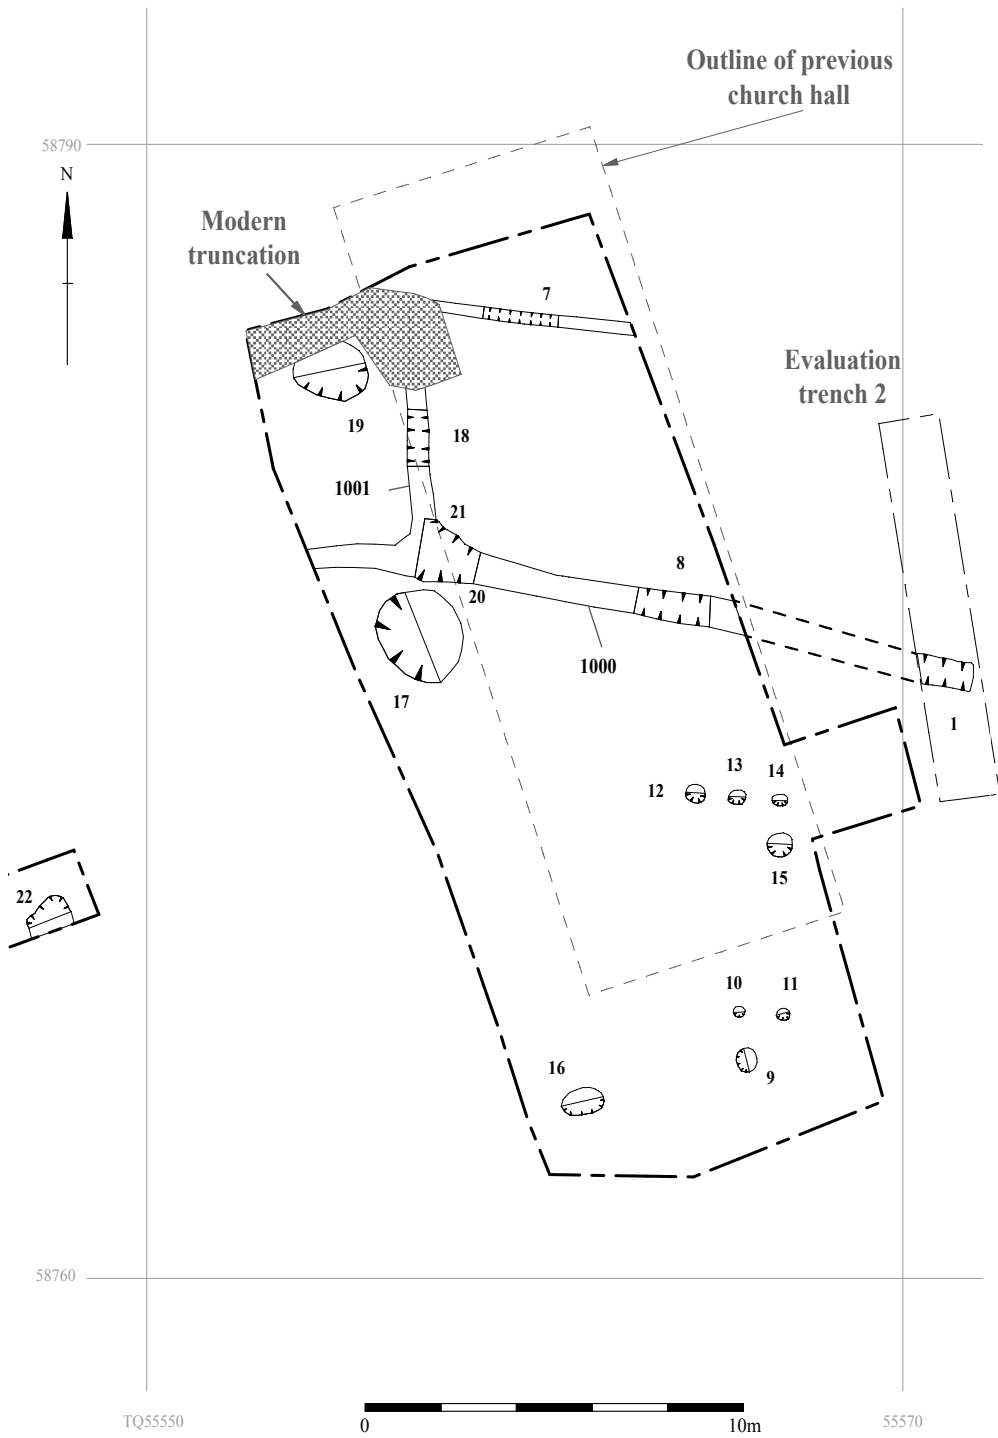 Outline of previous
church hall
58790
N
Modern
truncation
7
Evaluation
trench 2
19
18
1001
21
8
20
1000
17
1
13
14
12
15
22
10
11
16
9
58760
TQ55550
55570
0
10m